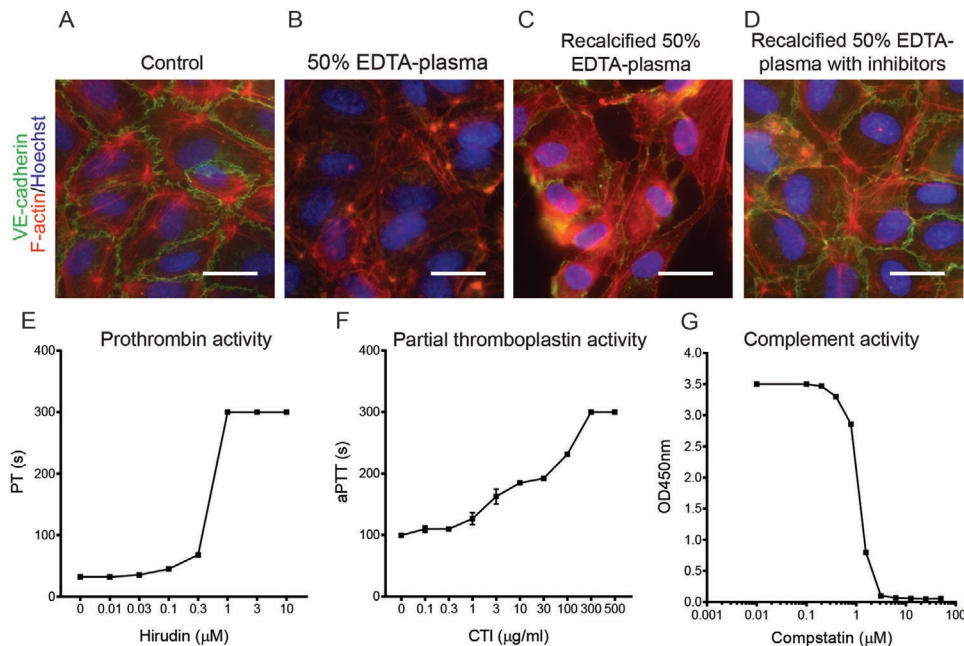 A
B
C
D
Control
50% EDTA-plasma
Recalcified 50%
EDTA-plasma
Recalcified 50% EDTA-
plasma with inhibitors
VE-cadherin
F-actin/Hoechst
E
Prothrombin activity
400
300
200
100
0
PT (s)
0 0.01 0.03 0.1 0.3 1 3 10
Hirudin (μM)
F
Partial thromboplastin activity
400
300
200
100
0
aPTT (s)
0 0.1 0.3 1 3 10 30 100 300 500
CTI (μg/ml)
G
Complement activity
4.0
3.5
3.0
2.5
2.0
1.5
1.0
0.5
0.0
OD450nm
0.001 0.01 0.1 1 10 100
Compstatin (μM)